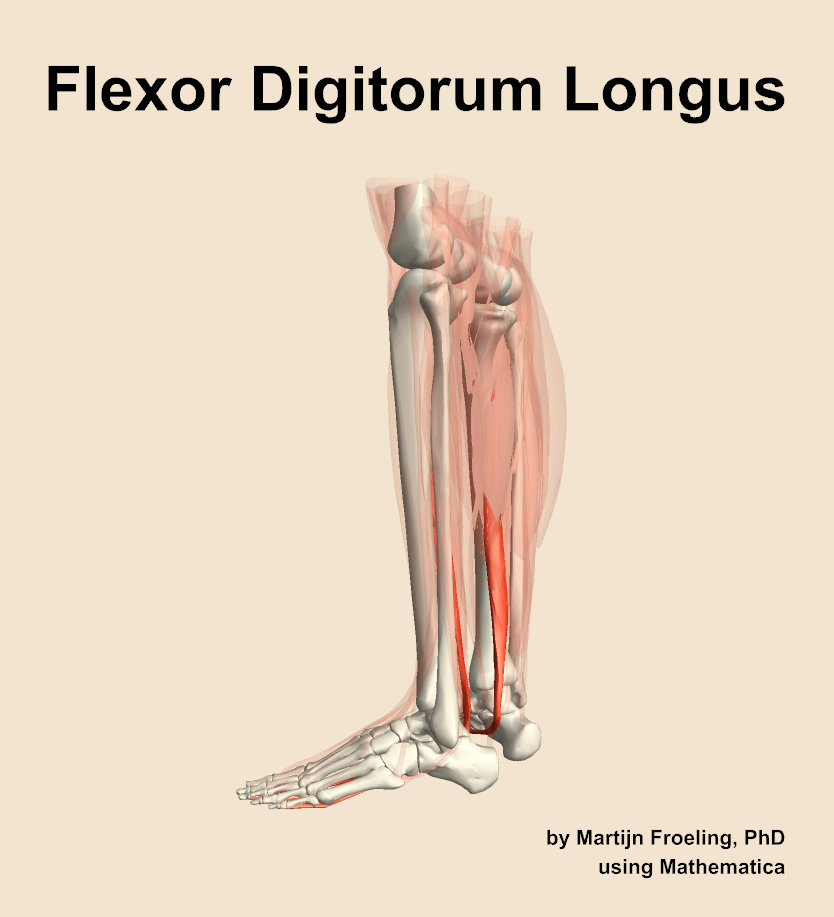 Flexor Digitorum Longus
by Martijn Froeling, PhD
using Mathematica